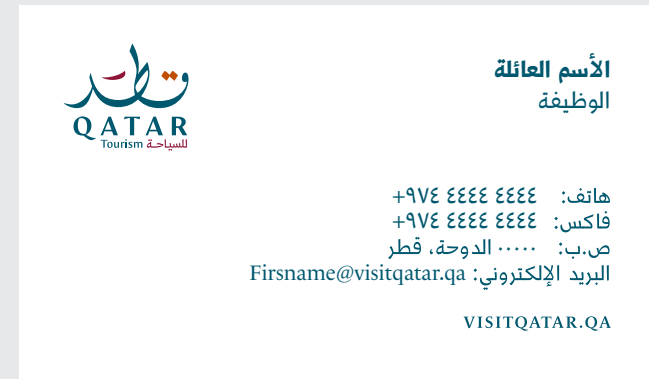 قطر
QATAR
Tourism للسياحة
الأسم العائلة
الوظيفة
هاتف: ٤٤٤٤ ٤٤٤٤ ٩٧٤+
فاكس: ٤٤٤٤ ٤٤٤٤ ٩٧٤+
ص.ب: ٠٠٠٠٠ الدوحة، قطر
البريد الإلكتروني: Firsname@visitqatar.qa
VISITQATAR.QA